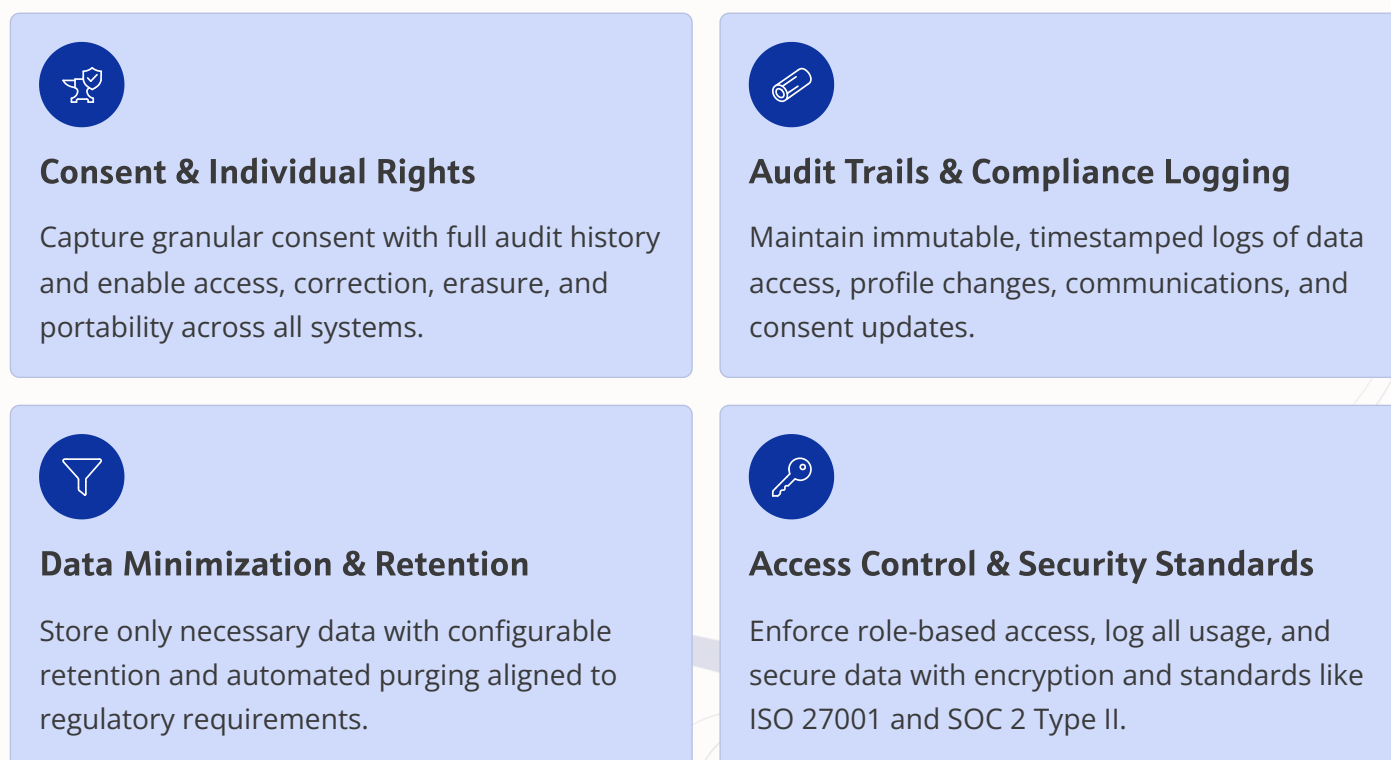 Consent & Individual Rights
Capture granular consent with full audit history
and enable access, correction, erasure, and
portability across all systems.
Audit Trails & Compliance Logging
Maintain immutable, timestamped logs of data
access, profile changes, communications, and
consent updates.
Data Minimization & Retention
Store only necessary data with configurable
retention and automated purging aligned to
regulatory requirements.
Access Control & Security Standards
Enforce role-based access, log all usage, and
secure data with encryption and standards like
ISO 27001 and SOC 2 Type II.